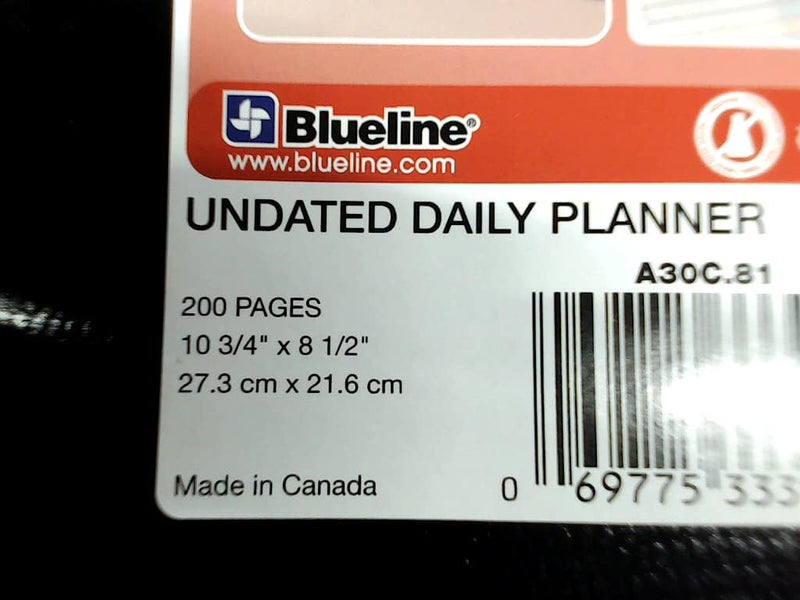 Blueline®
www.blueline.com
UNDATED DAILY PLANNER
A30C.81
200 PAGES
10 3/4" x 8 1/2"
27.3 cm x 21.6 cm
Made in Canada
0 69775 333